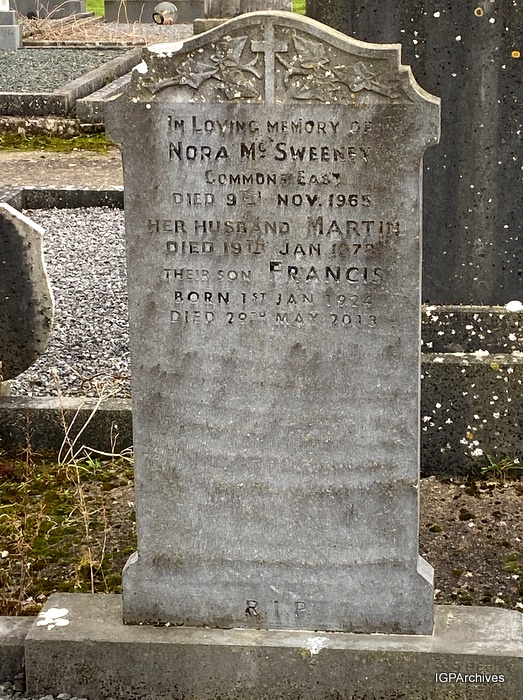 IN LOVING MEMORY OF
NORA McSWEENEY
COMMONS EAST
DIED 9TH NOV. 1965
HER HUSBAND MARTIN
DIED 19TH JAN 1978
THEIR SON FRANCIS
BORN 1ST JAN 1924
DIED 29TH MAY 2013
R I P
IGPArchives